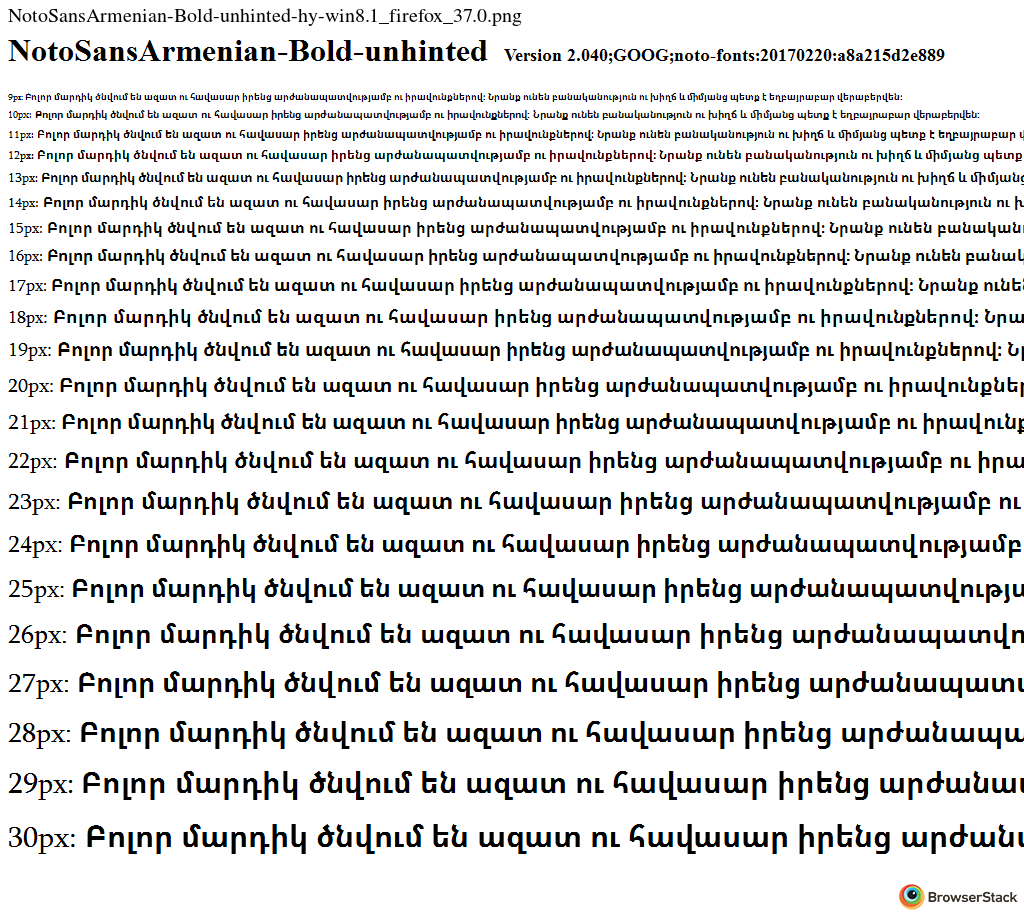 NotoSansArmenian-Bold-unhinted-hy-win8.1_firefox_37.0.png
NotoSansArmenian-Bold-unhinted Version 2.040;GOOG;noto-fonts:20170220:a8a215d2e889
9px: Բոլոր մարդիկ ծնվում են ազատ ու հավասար իրենց արժանապատվությամբ ու իրավունքներով: Նրանք ունեն բանականություն ու խիղճ և միմյանց պետք է եղբայրաբար վերաբերվեն:
10px: Բոլոր մարդիկ ծնվում են ազատ ու հավասար իրենց արժանապատվությամբ ու իրավունքներով: Նրանք ունեն բանականություն ու խիղճ և միմյանց պետք է եղբայրաբար վերաբերվեն:
11px: Բոլոր մարդիկ ծնվում են ազատ ու հավասար իրենց արժանապատվությամբ ու իրավունքներով: Նրանք ունեն բանականություն ու խիղճ և միմյանց պետք է եղբայրաբար
12px: Բոլոր մարդիկ ծնվում են ազատ ու հավասար իրենց արժանապատվությամբ ու իրավունքներով: Նրանք ունեն բանականություն ու խիղճ և միմյանց պետք
13px: Բոլոր մարդիկ ծնվում են ազատ ու հավասար իրենց արժանապատվությամբ ու իրավունքներով: Նրանք ունեն բանականություն ու խիղճ և միմյանց
14px: Բոլոր մարդիկ ծնվում են ազատ ու հավասար իրենց արժանապատվությամբ ու իրավունքներով: Նրանք ունեն բանականություն ու խ
15px: Բոլոր մարդիկ ծնվում են ազատ ու հավասար իրենց արժանապատվությամբ ու իրավունքներով: Նրանք ունեն բանական
16px: Բոլոր մարդիկ ծնվում են ազատ ու հավասար իրենց արժանապատվությամբ ու իրավունքներով: Նրանք ունեն բանակ
17px: Բոլոր մարդիկ ծնվում են ազատ ու հավասար իրենց արժանապատվությամբ ու իրավունքներով: Նրանք ունե
18px: Բոլոր մարդիկ ծնվում են ազատ ու հավասար իրենց արժանապատվությամբ ու իրավունքներով: Նրա
19px: Բոլոր մարդիկ ծնվում են ազատ ու հավասար իրենց արժանապատվությամբ ու իրավունքներով: Նր
20px: Բոլոր մարդիկ ծնվում են ազատ ու հավասար իրենց արժանապատվությամբ ու իրավունքներ
21px: Բոլոր մարդիկ ծնվում են ազատ ու հավասար իրենց արժանապատվությամբ ու իրավունք
22px: Բոլոր մարդիկ ծնվում են ազատ ու հավասար իրենց արժանապատվությամբ ու իրա
23px: Բոլոր մարդիկ ծնվում են ազատ ու հավասար իրենց արժանապատվությամբ ու
24px: Բոլոր մարդիկ ծնվում են ազատ ու հավասար իրենց արժանապատվությամբ
25px: Բոլոր մարդիկ ծնվում են ազատ ու հավասար իրենց արժանապատվությա
26px: Բոլոր մարդիկ ծնվում են ազատ ու հավասար իրենց արժանապատվո
27px: Բոլոր մարդիկ ծնվում են ազատ ու հավասար իրենց արժանապատվ
28px: Բոլոր մարդիկ ծնվում են ազատ ու հավասար իրենց արժանապա
29px: Բոլոր մարդիկ ծնվում են ազատ ու հավասար իրենց արժանա
30px: Բոլոր մարդիկ ծնվում են ազատ ու հավասար իրենց արժան
BrowserStack